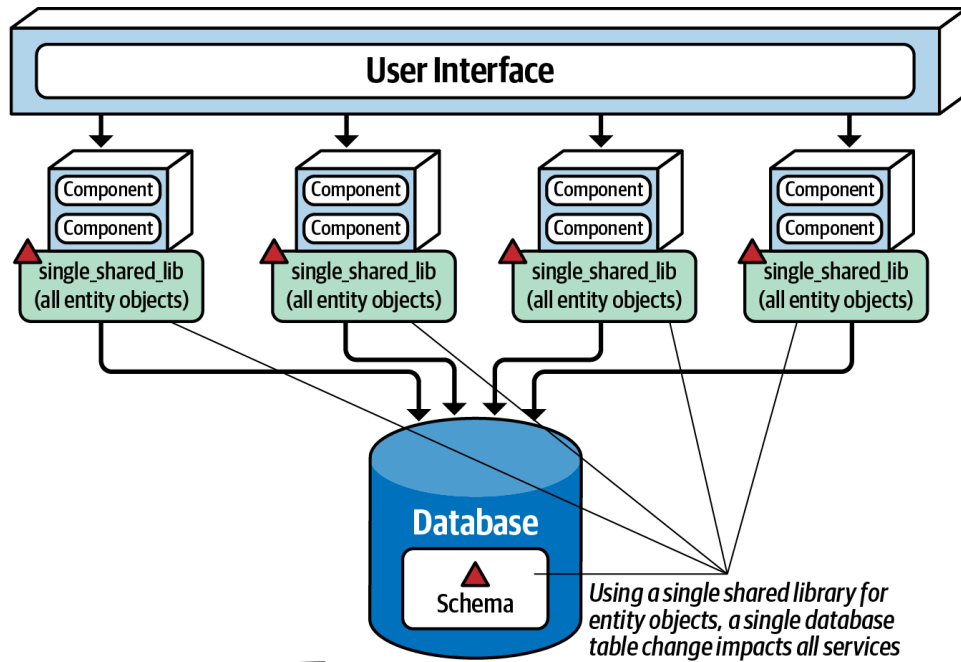 User Interface
Component
Component
Component
Component
Component
Component
Component
Component
single_shared_lib
(all entity objects)
single_shared_lib
(all entity objects)
single_shared_lib
(all entity objects)
single_shared_lib
(all entity objects)
Database
Schema
Using a single shared library for
entity objects, a single database
table change impacts all services